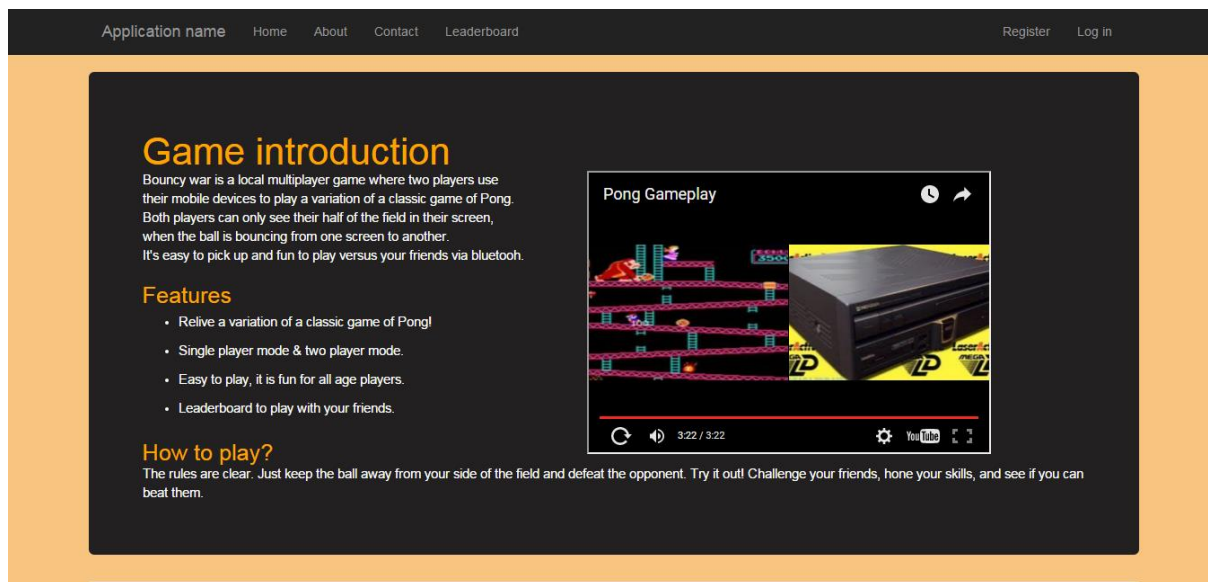 Application name Home About Contact Leaderboard Register Log in
Game introduction
Bouncy war is a local multiplayer game where two players use
their mobile devices to play a variation of a classic game of Pong.
Both players can only see their half of the field in their screen,
when the ball is bouncing from one screen to another.
It's easy to pick up and fun to play versus your friends via bluetooh.
Features
• Relive a variation of a classic game of Pong!
• Single player mode & two player mode.
• Easy to play, it is fun for all age players.
• Leaderboard to play with your friends.
Pong Gameplay
3500
100
LD
LD
MEGA
3:22 / 3:22
YouTube
How to play?
The rules are clear. Just keep the ball away from your side of the field and defeat the opponent. Try it out! Challenge your friends, hone your skills, and see if you can
beat them.